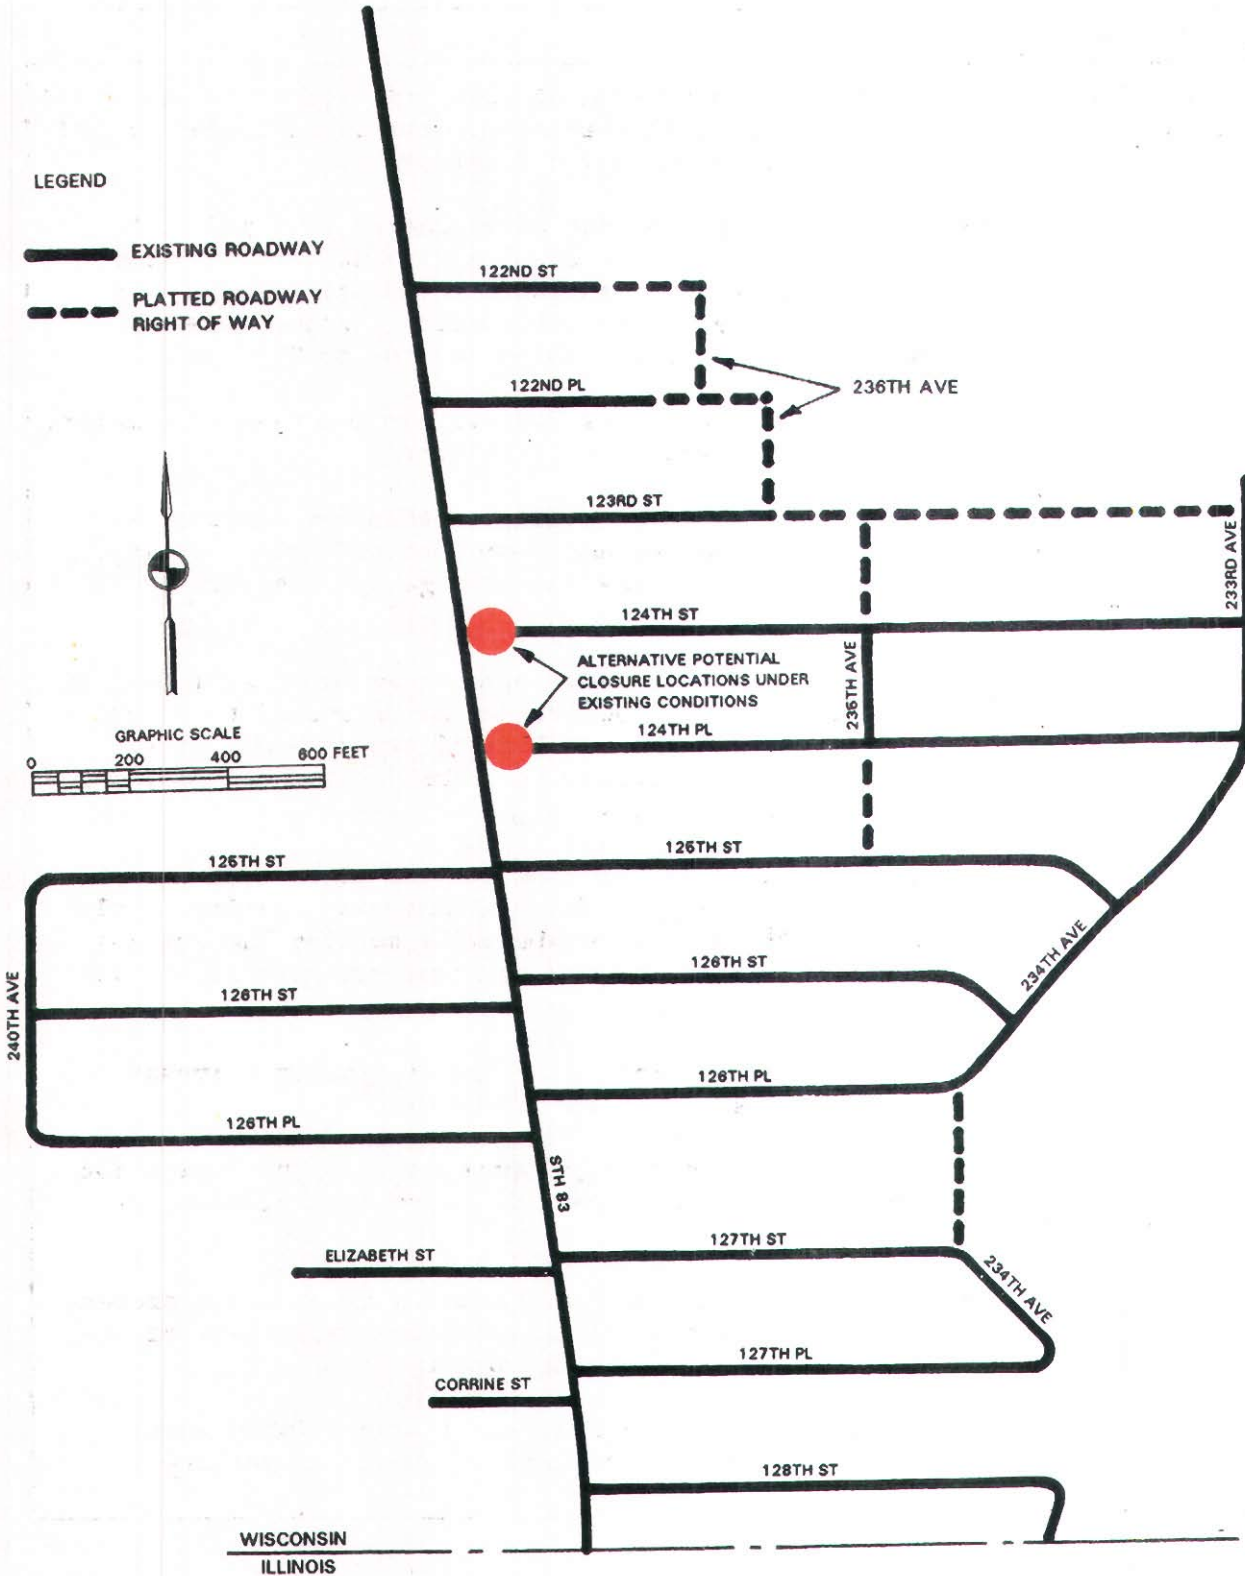 LEGEND
EXISTING ROADWAY
PLATTED ROADWAY
RIGHT OF WAY
122ND ST
122ND PL
236TH AVE
123RD ST
233RD AVE
124TH ST
ALTERNATIVE POTENTIAL
CLOSURE LOCATIONS UNDER
EXISTING CONDITIONS
236TH AVE
124TH PL
GRAPHIC SCALE
0 200 400 600 FEET
125TH ST
125TH ST
126TH ST
234TH AVE
240TH AVE
126TH ST
126TH PL
126TH PL
STH 83
127TH ST
ELIZABETH ST
234TH AVE
127TH PL
CORRINE ST
128TH ST
WISCONSIN
ILLINOIS